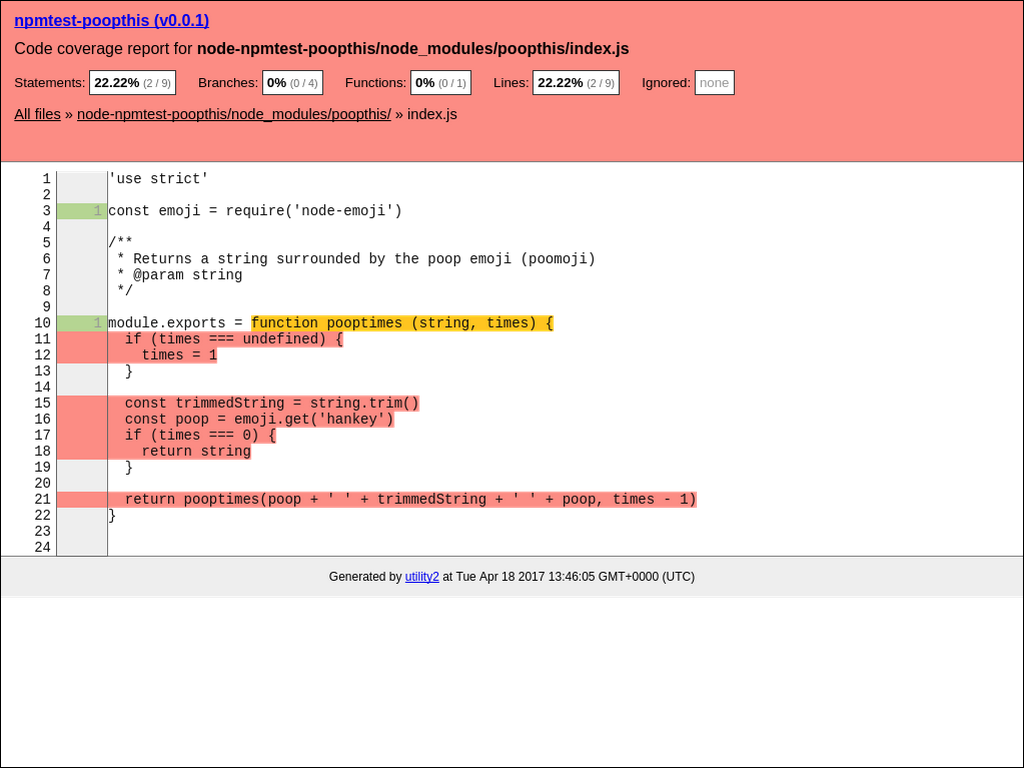 npmtest-poopthis (v0.0.1)
Code coverage report for node-npmtest-poopthis/node_modules/poopthis/index.js
Statements: 22.22% (2 / 9) Branches: 0% (0 / 4) Functions: 0% (0 / 1) Lines: 22.22% (2 / 9) Ignored: none
All files » node-npmtest-poopthis/node_modules/poopthis/ » index.js
1 'use strict'
2
3 1 const emoji = require('node-emoji')
4
5 /**
6  * Returns a string surrounded by the poop emoji (poomoji)
7  * @param string
8  */
9
10 1 module.exports = function pooptimes (string, times) {
11   if (times === undefined) {
12     times = 1
13   }
14
15   const trimmedString = string.trim()
16   const poop = emoji.get('hankey')
17   if (times === 0) {
18     return string
19   }
20
21   return pooptimes(poop + ' ' + trimmedString + ' ' + poop, times - 1)
22 }
23
24
Generated by utility2 at Tue Apr 18 2017 13:46:05 GMT+0000 (UTC)